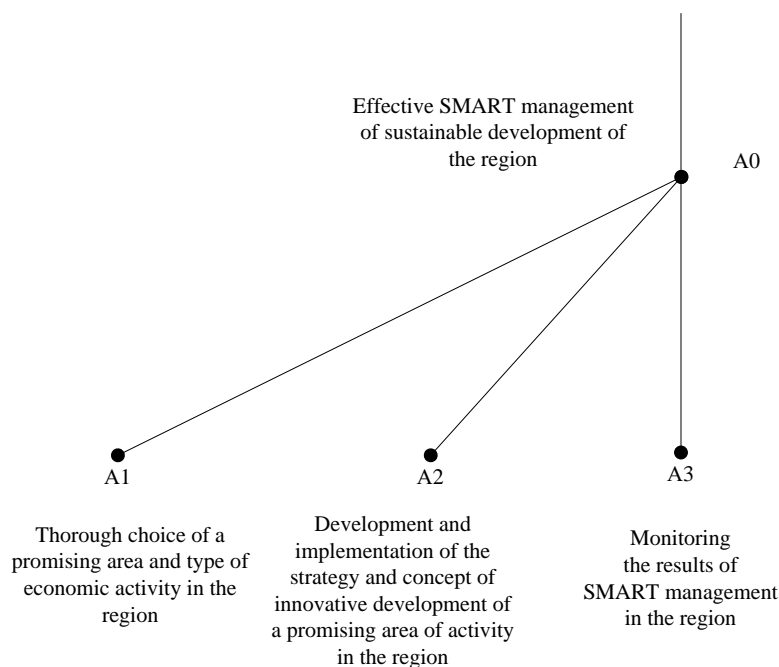 Effective SMART management
of sustainable development of
the region
A0
A1
Thorough choice of a
promising area and type of
economic activity in the
region
A2
Development and
implementation of the
strategy and concept of
innovative development of
a promising area of activity
in the region
A3
Monitoring
the results of
SMART management
in the region